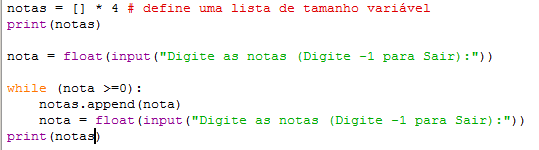 notas = [] * 4 # define uma lista de tamanho variável
print(notas)
nota = float(input("Digite as notas (Digite -1 para Sair):"))
while (nota >=0):
    notas.append(nota)
    nota = float(input("Digite as notas (Digite -1 para Sair):"))
print(notas)